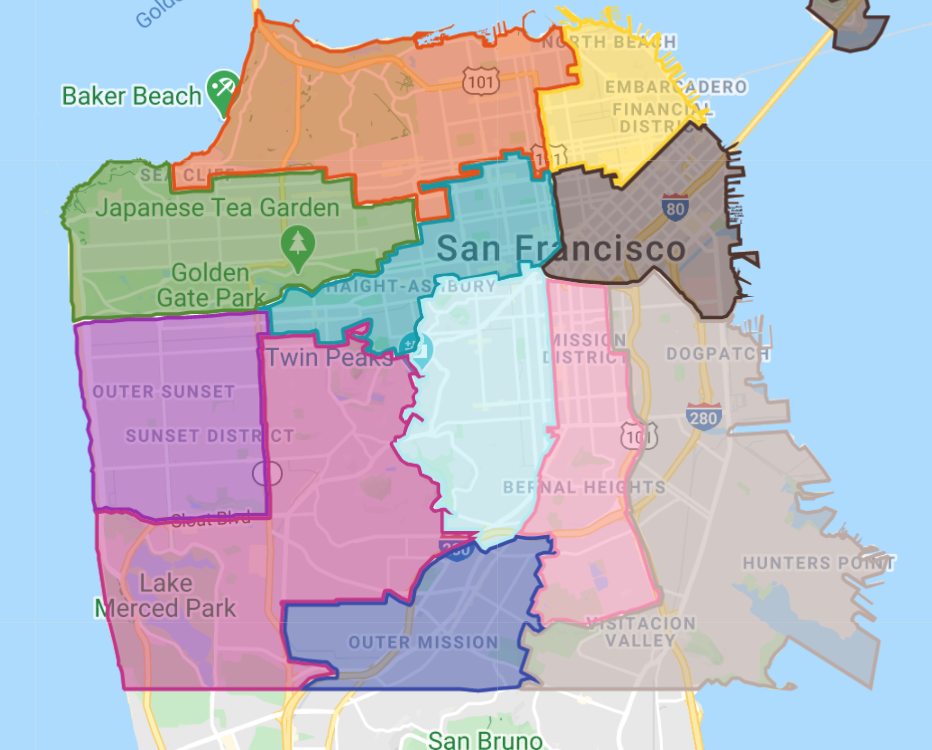 Golde
NORTH BEACH
101
Baker Beach
EMBARCADERO
FINANCIAL
DISTRICT
101
SEA CLIFF
80
Japanese Tea Garden
San Francisco
Golden
Gate Park
HAIGHT-ASHBURY
MISSION
DISTRICT
DOGPATCH
Twin Peaks
OUTER SUNSET
280
SUNSET DISTRICT
101
BERNAL HEIGHTS
Sloat Blvd
280
HUNTERS POINT
Lake
Merced Park
VISITACION
VALLEY
OUTER MISSION
San Bruno